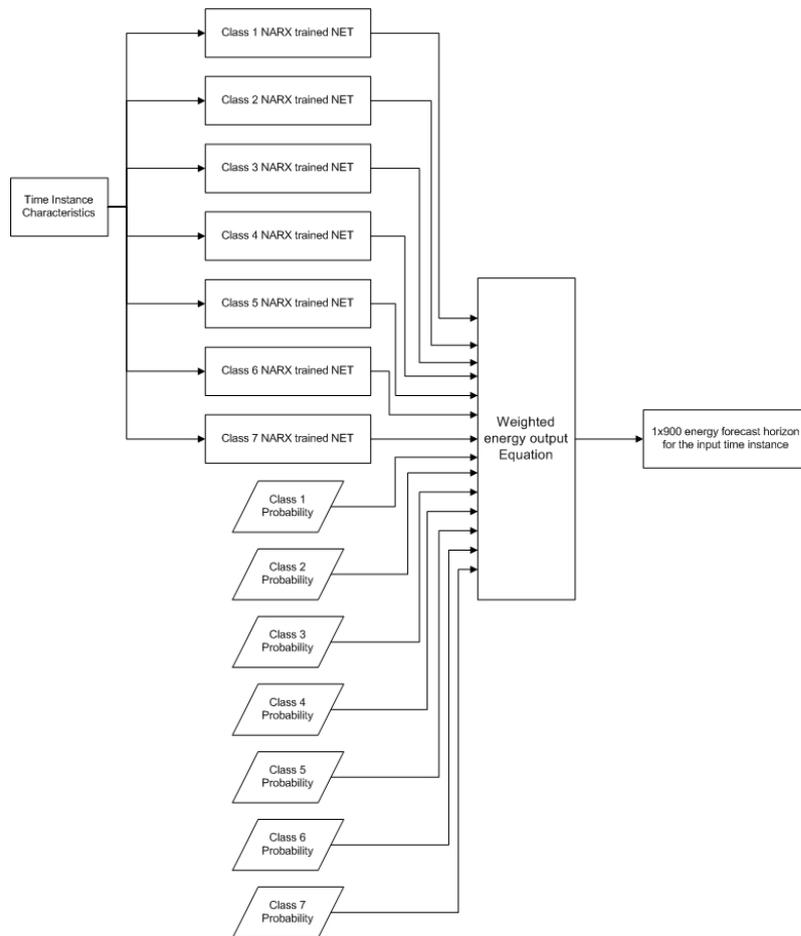 Class 1 NARX trained NET
Class 2 NARX trained NET
Class 3 NARX trained NET
Time Instance
Characteristics
Class 4 NARX trained NET
Class 5 NARX trained NET
Class 6 NARX trained NET
Class 7 NARX trained NET
Weighted
energy output
Equation
1x900 energy forecast horizon
for the input time instance
Class 1
Probability
Class 2
Probability
Class 3
Probability
Class 4
Probability
Class 5
Probability
Class 6
Probability
Class 7
Probability